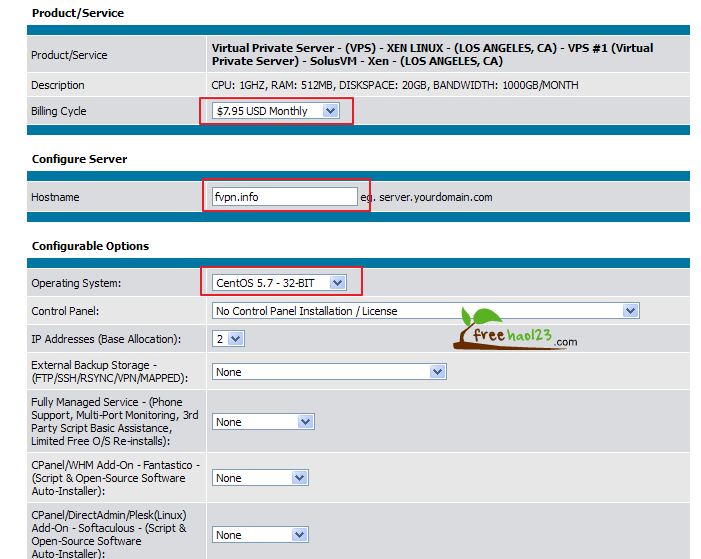 Product/Service
Product/Service
Virtual Private Server - (VPS) - XEN LINUX - (LOS ANGELES, CA) - VPS #1 (Virtual
Private Server) - SolusVM - Xen - (LOS ANGELES, CA)
Description
CPU: 1GHZ, RAM: 512MB, DISKSPACE: 20GB, BANDWIDTH: 1000GB/MONTH
Billing Cycle
$7.95 USD Monthly
Configure Server
Hostname
fvpn.info
eg. server.yourdomain.com
Configurable Options
Operating System:
CentOS 5.7 - 32-BIT
Control Panel:
No Control Panel Installation / License
IP Addresses (Base Allocation):
2
freehao123.com
External Backup Storage -
(FTP/SSH/RSYNC/VPN/MAPPED):
None
Fully Managed Service - (Phone
Support, Multi-Port Monitoring, 3rd
Party Script Basic Assistance,
Limited Free O/S Re-installs):
None
CPanel/WHM Add-On - Fantastico -
(Script & Open-Source Software
Auto-Installer):
None
CPanel/DirectAdmin/Plesk(Linux)
Add-On - Softaculous - (Script &
Open-Source Software
Auto-Installer):
None